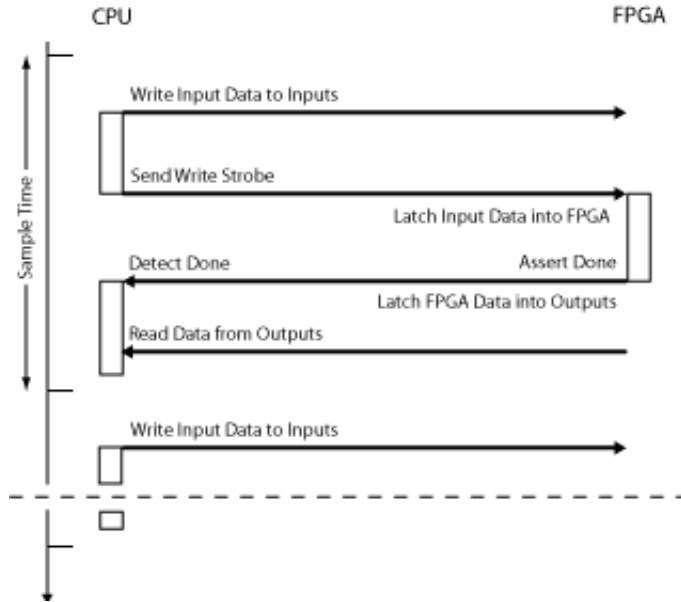 CPU
FPGA
Write Input Data to Inputs
Send Write Strobe
Latch Input Data into FPGA
Sample Time
Detect Done
Assert Done
Latch FPGA Data into Outputs
Read Data from Outputs
Write Input Data to Inputs